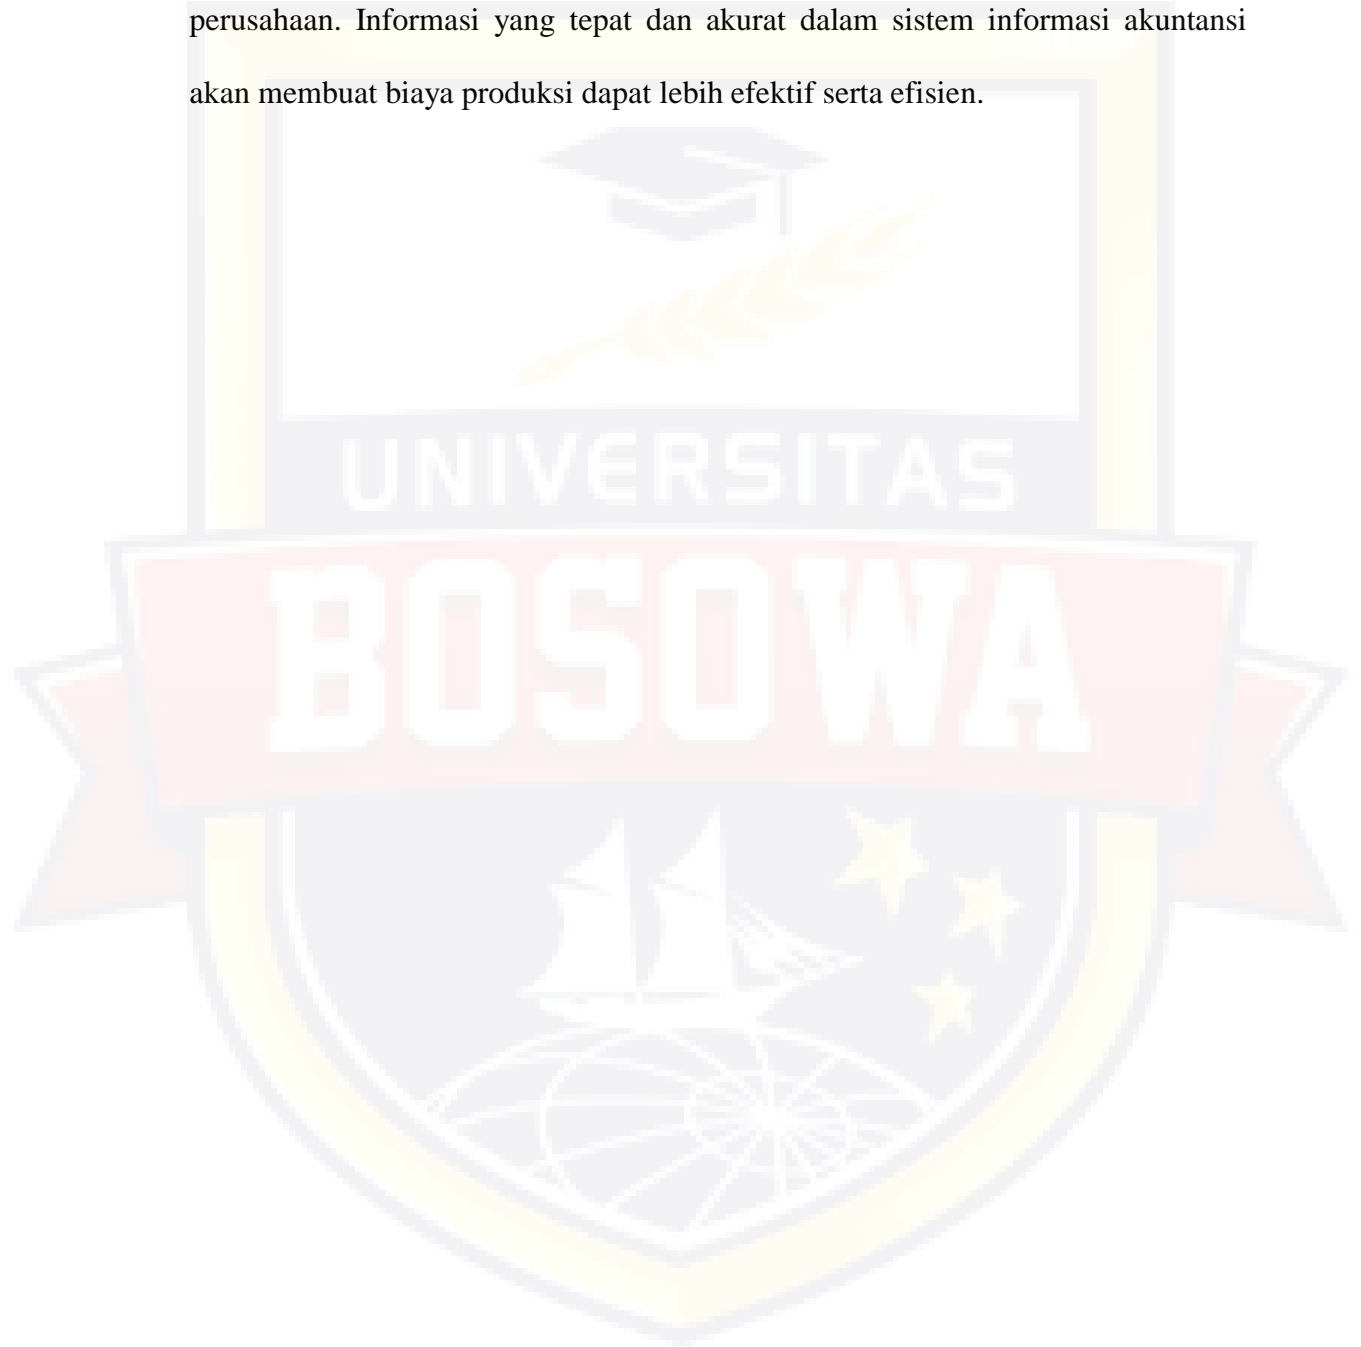 perusahaan. Informasi yang tepat dan akurat dalam sistem informasi akuntansi
akan membuat biaya produksi dapat lebih efektif serta efisien.
UNIVERSITAS
BOSOWA